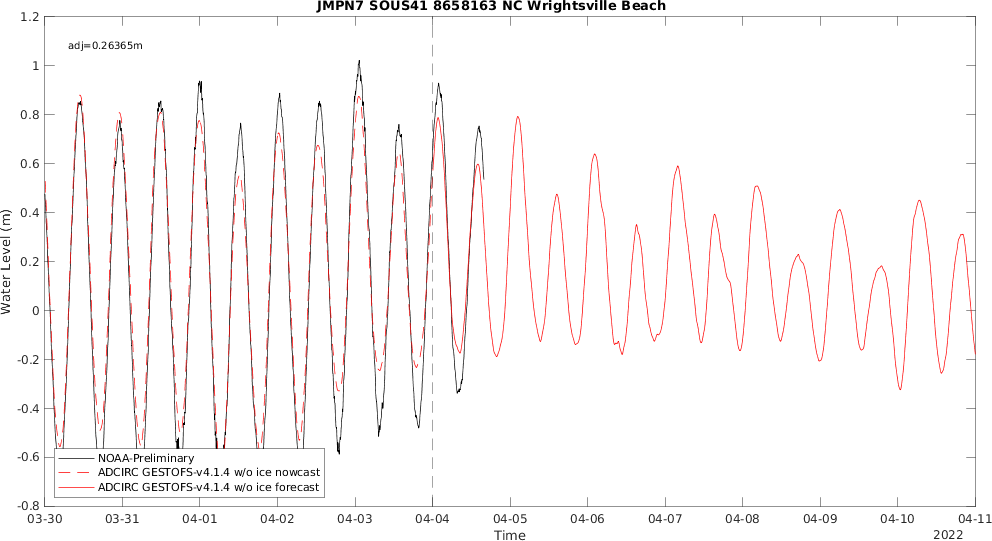 JMPN7 SOUS41 8658163 NC Wrightsville Beach
adj=0.26365m
Water Level (m)
1.2
1
0.8
0.6
0.4
0.2
0
-0.2
-0.4
-0.6
-0.8
NOAA-Preliminary
ADCIRC GESTOFS-v4.1.4 w/o ice nowcast
ADCIRC GESTOFS-v4.1.4 w/o ice forecast
03-30 03-31 04-01 04-02 04-03 04-04 04-05 04-06 04-07 04-08 04-09 04-10 04-11
Time
2022